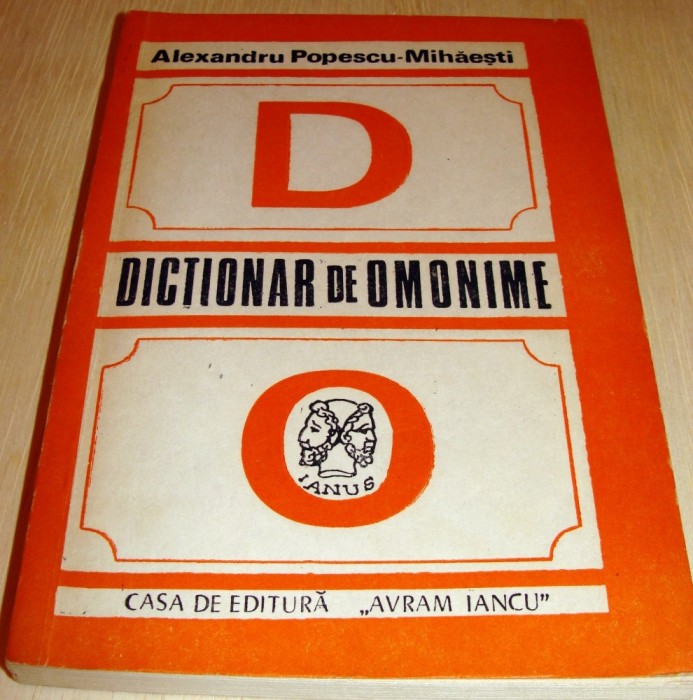 Alexandru Popescu-Mihăești
D
DICTIONAR DE OMONIME
O
IANUS
CASA DE EDITURĂ „AVRAM IANCU”